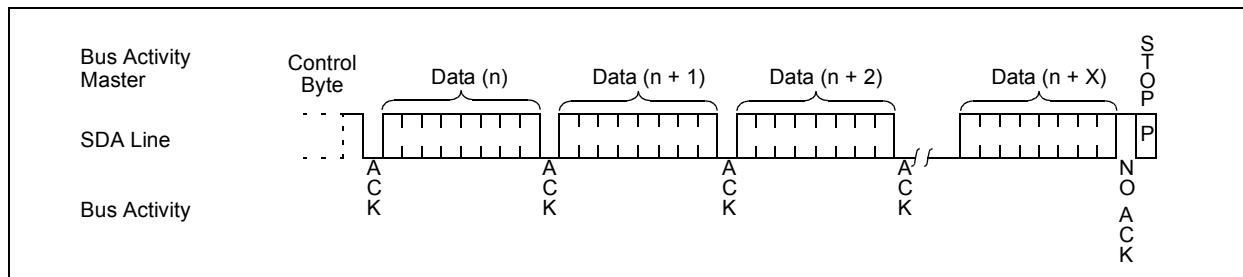 Bus Activity
Master
Control
Byte
Data (n)
Data (n + 1)
Data (n + 2)
Data (n + X)
STOP
SDA Line
P
Bus Activity
ACK
ACK
ACK
ACK
NO ACK